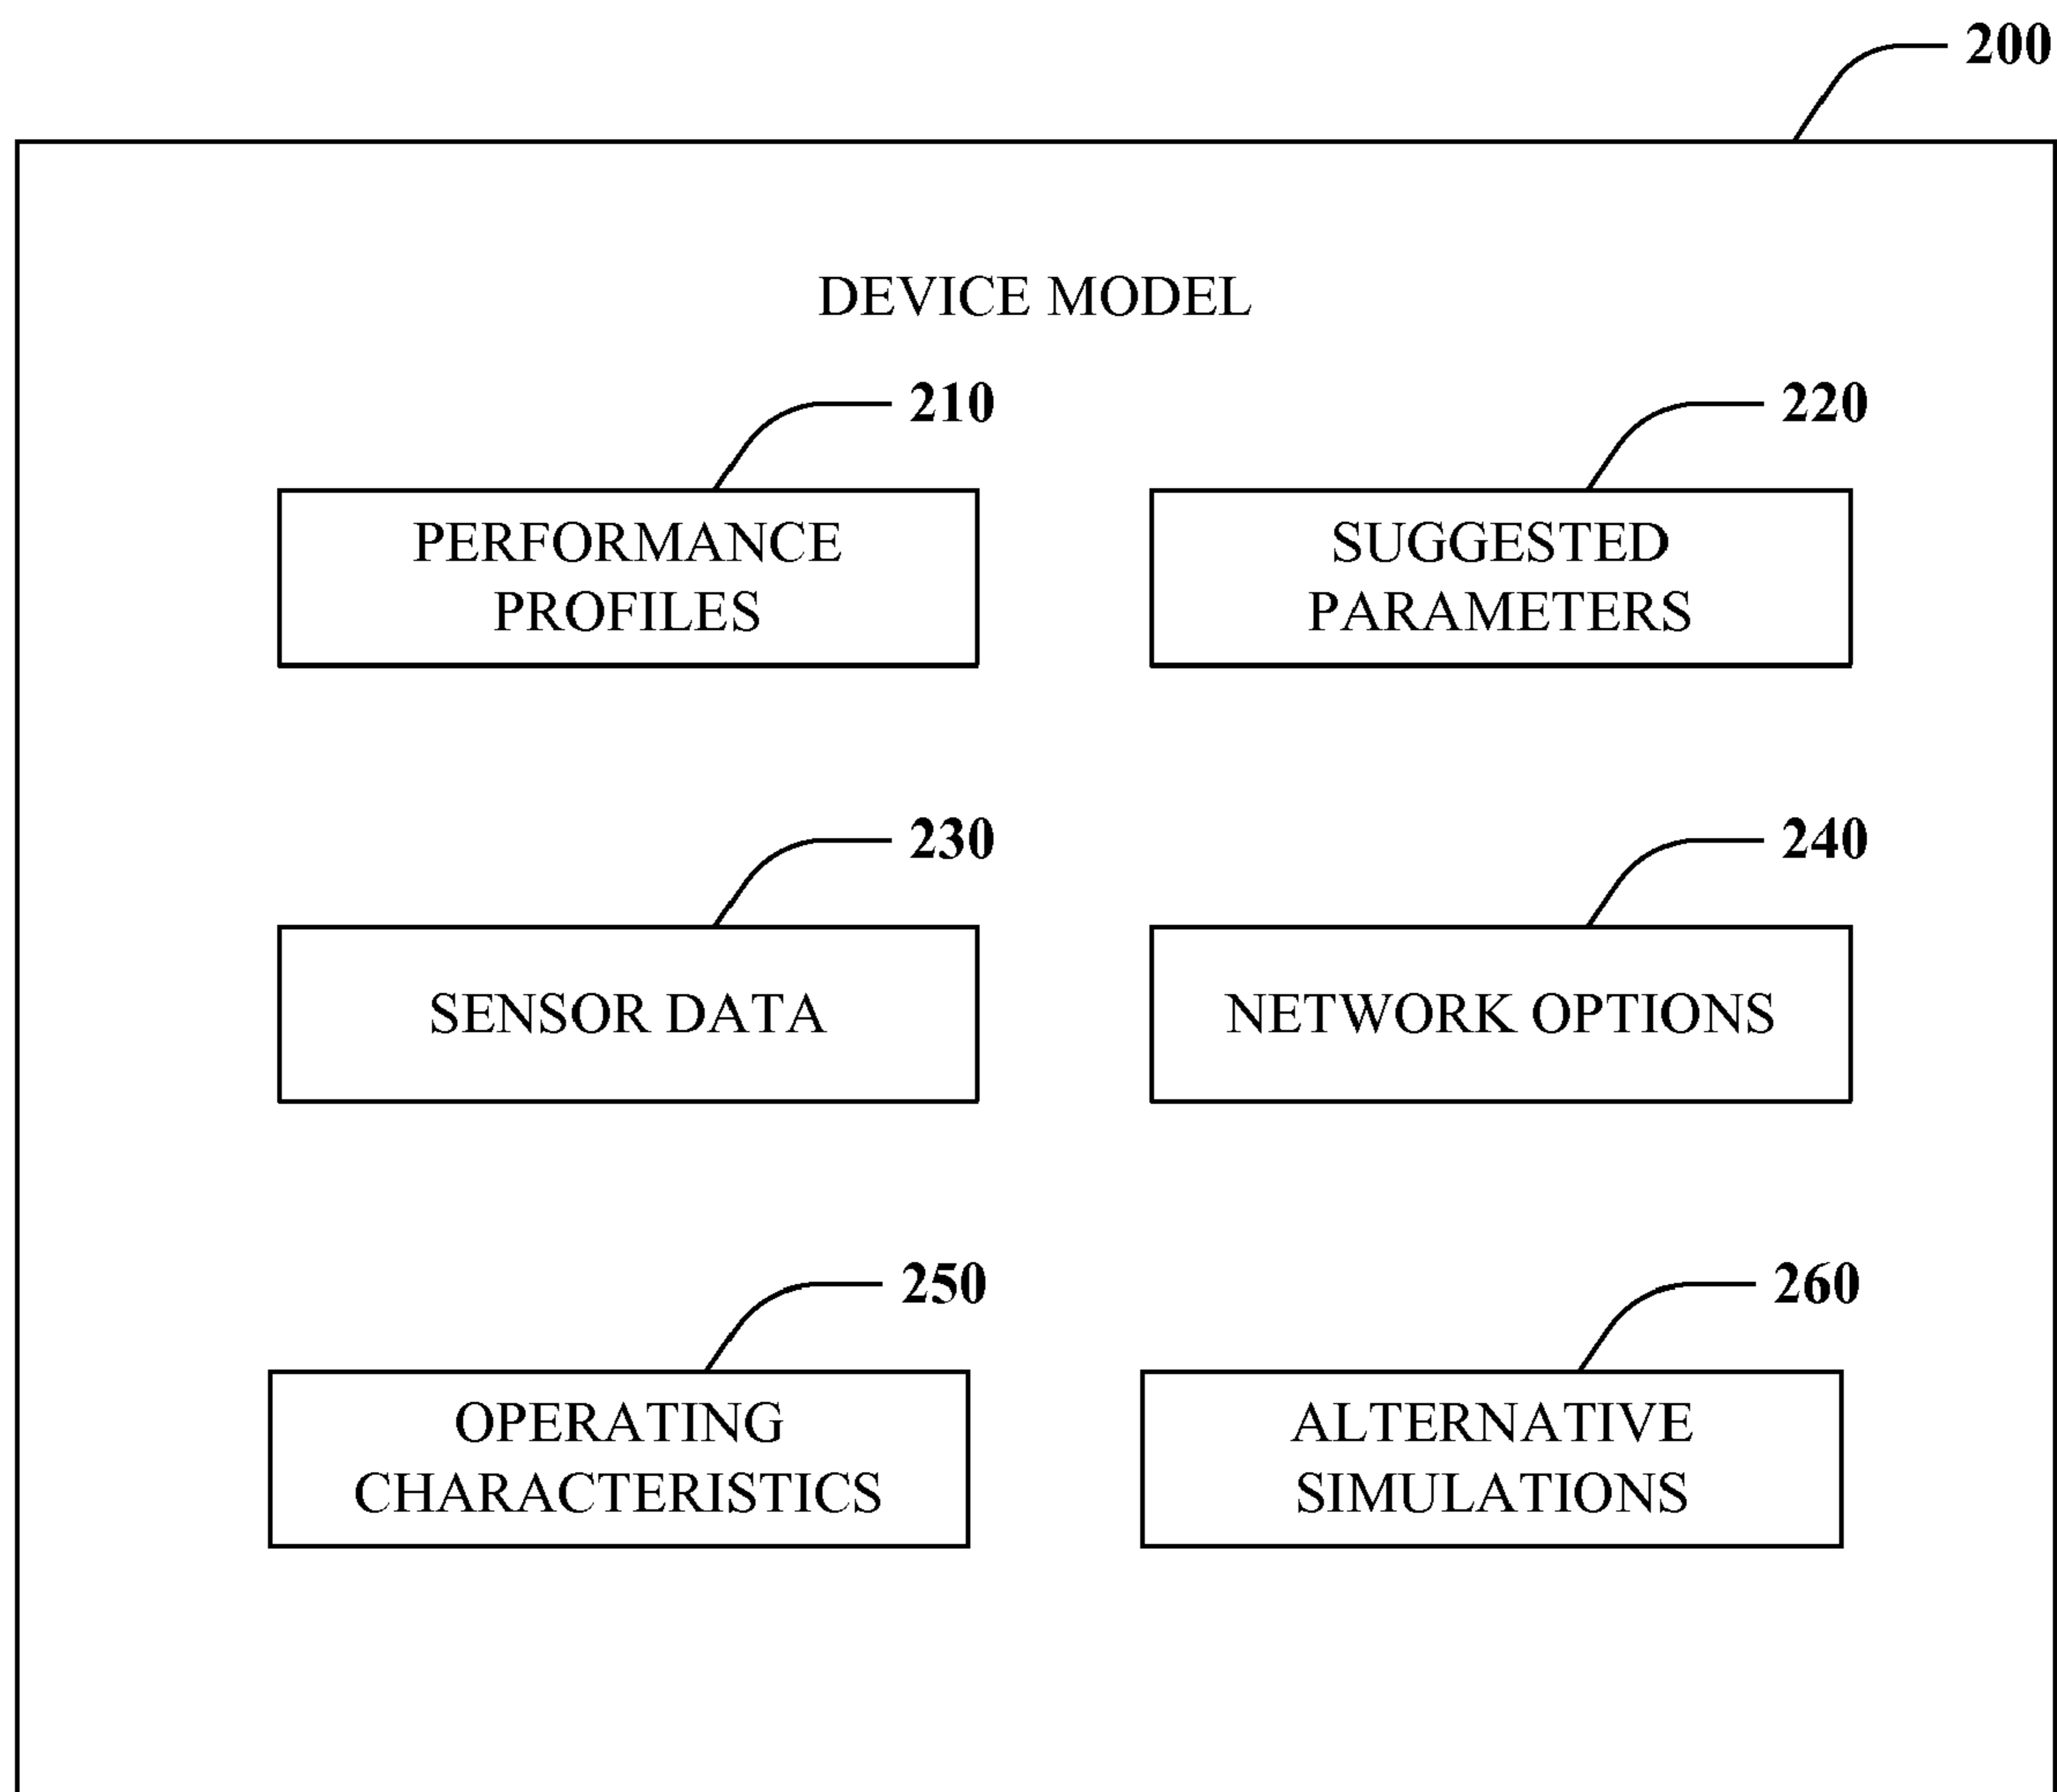 200
DEVICE MODEL
210
220
PERFORMANCE
PROFILES
SUGGESTED
PARAMETERS
230
240
SENSOR DATA
NETWORK OPTIONS
250
260
OPERATING
CHARACTERISTICS
ALTERNATIVE
SIMULATIONS